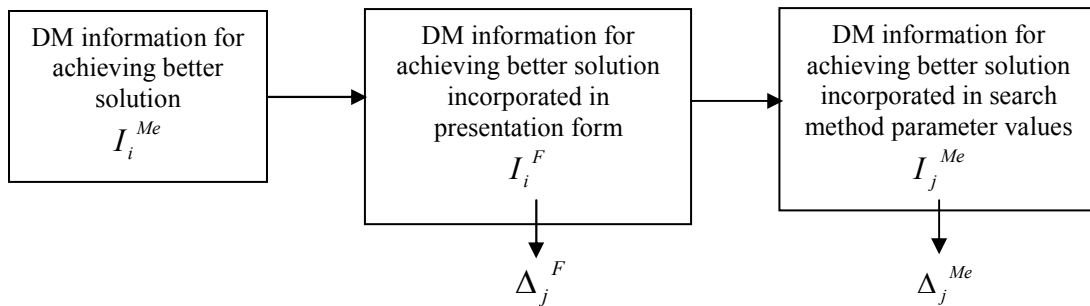 DM information for
achieving better
solution
I_i^{Me}
DM information for
achieving better solution
incorporated in
presentation form
I_i^F
DM information for
achieving better solution
incorporated in search
method parameter values
I_j^{Me}
Δ_j^F
Δ_j^{Me}